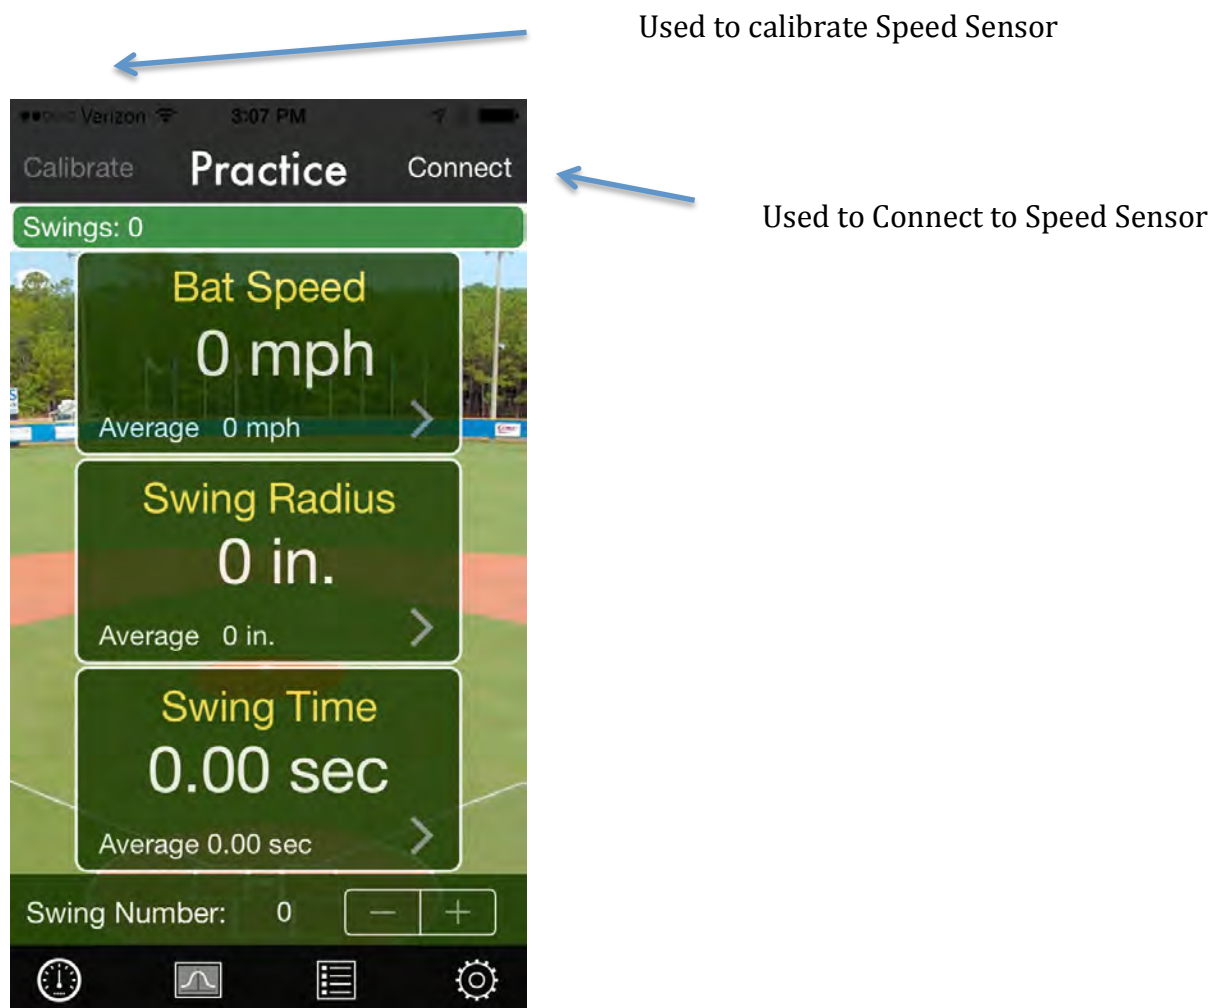 Used to calibrate Speed Sensor
Verizon 3:07 PM
Calibrate Practice Connect
Used to Connect to Speed Sensor
Swings: 0
Bat Speed
0 mph
Average 0 mph
Swing Radius
0 in.
Average 0 in.
Swing Time
0.00 sec
Average 0.00 sec
Swing Number: 0 − +